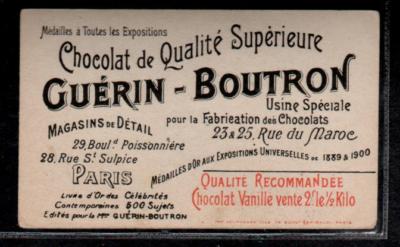 Médailles à Toutes les Expositions
Chocolat de Qualité Supérieure
GUÉRIN - BOUTRON
Usine Spéciale
pour la Fabrication des Chocolats
23 & 25, Rue du Maroc
MAGASINS DE DÉTAIL
29, Boulᵈ Poissonnière
28, Rue Sᵗ Sulpice
PARIS
MÉDAILLES D'OR AUX EXPOSITIONS UNIVERSELLES DE 1889 & 1900
Livre d'Or des Célébrités
Contemporaines 500 Sujets
Edités pour la Mᵒⁿ GUÉRIN-BOUTRON
QUALITÉ RECOMMANDÉE
Chocolat Vanille vente 2ᶠ le ½ Kilo